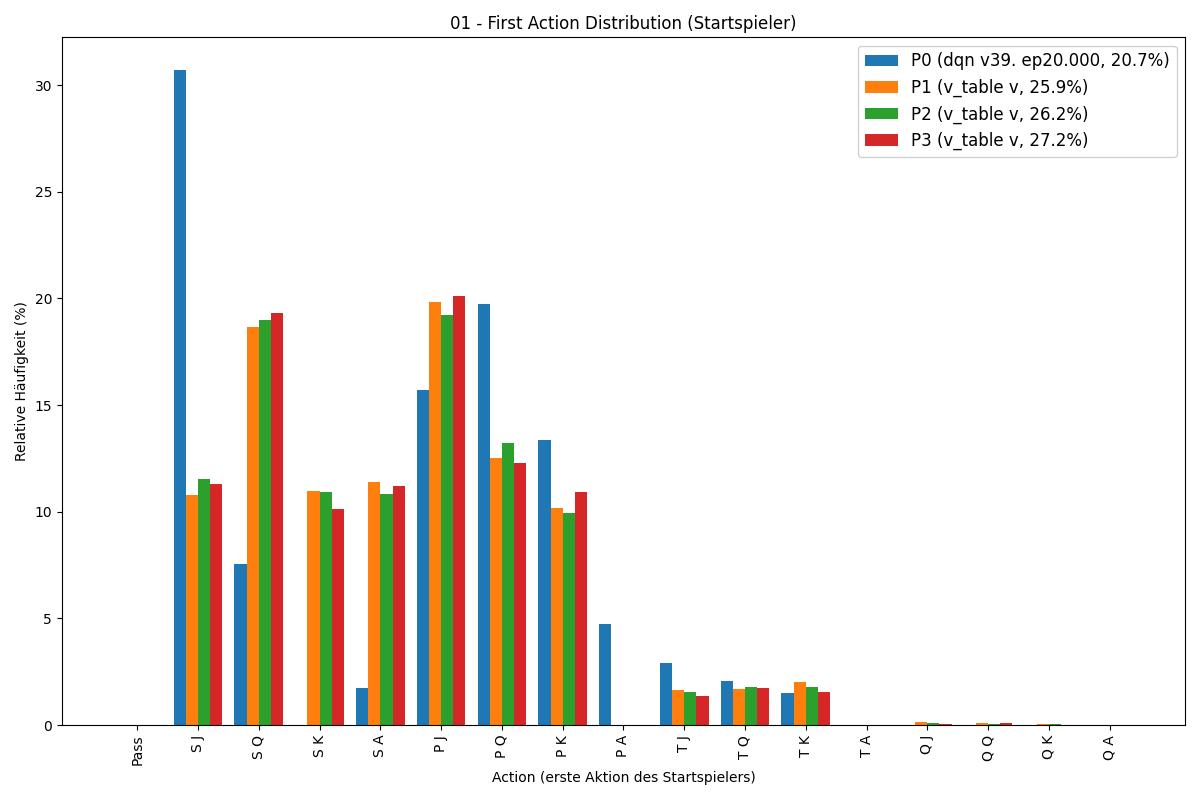 01 - First Action Distribution (Startspieler)
P0 (dqn v39. ep20.000, 20.7%)
P1 (v_table v, 25.9%)
P2 (v_table v, 26.2%)
P3 (v_table v, 27.2%)
Relative Häufigkeit (%)
30
25
20
15
10
5
0
Pass
S J
S Q
S K
S A
P J
P Q
P K
P A
T J
T Q
T K
T A
Q J
Q Q
Q K
Q A
Action (erste Aktion des Startspielers)